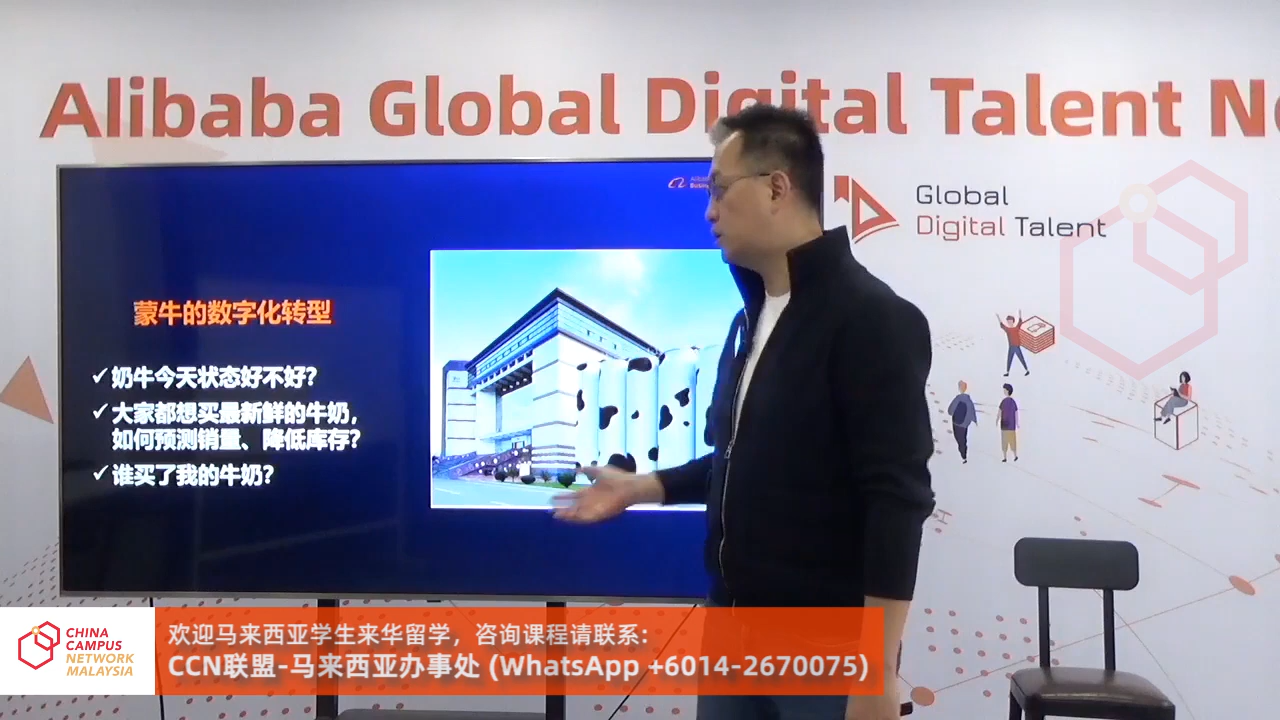 Alibaba Global Digital Talent Ne
Global
Digital Talent
蒙牛的数字化转型
✓ 奶牛今天状态好不好?
✓ 大家都想买最新鲜的牛奶,
如何预测销量、降低库存?
✓ 谁买了我的牛奶?
CHINA
CAMPUS
NETWORK
MALAYSIA
欢迎马来西亚学生来华留学，咨询课程请联系：
CCN联盟-马来西亚办事处 (WhatsApp +6014-2670075)